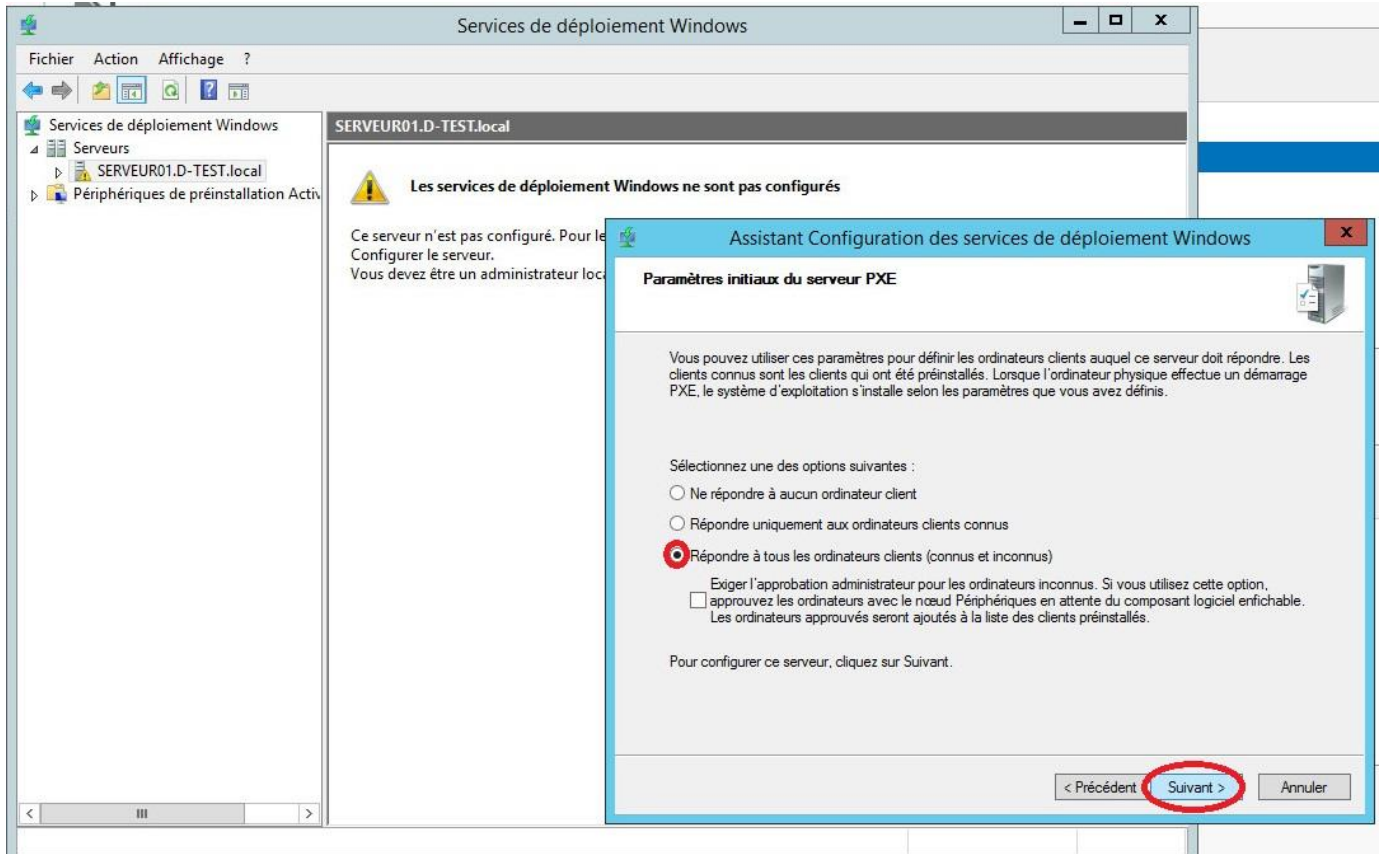 Services de déploiement Windows
Fichier Action Affichage ?
Services de déploiement Windows
Serveurs
SERVEUR01.D-TEST.local
Périphériques de préinstallation Activ
SERVEUR01.D-TEST.local
Les services de déploiement Windows ne sont pas configurés
Ce serveur n'est pas configuré. Pour le
Configurer le serveur.
Vous devez être un administrateur loc
Assistant Configuration des services de déploiement Windows
Paramètres initiaux du serveur PXE
Vous pouvez utiliser ces paramètres pour définir les ordinateurs clients auquel ce serveur doit répondre. Les
clients connus sont les clients qui ont été préinstallés. Lorsque l'ordinateur physique effectue un démarrage
PXE, le système d'exploitation s'installe selon les paramètres que vous avez définis.
Sélectionnez une des options suivantes :
Ne répondre à aucun ordinateur client
Répondre uniquement aux ordinateurs clients connus
Répondre à tous les ordinateurs clients (connus et inconnus)
Exiger l'approbation administrateur pour les ordinateurs inconnus. Si vous utilisez cette option,
approuvez les ordinateurs avec le nœud Périphériques en attente du composant logiciel enfichable.
Les ordinateurs approuvés seront ajoutés à la liste des clients préinstallés.
Pour configurer ce serveur, cliquez sur Suivant.
< Précédent Suivant > Annuler